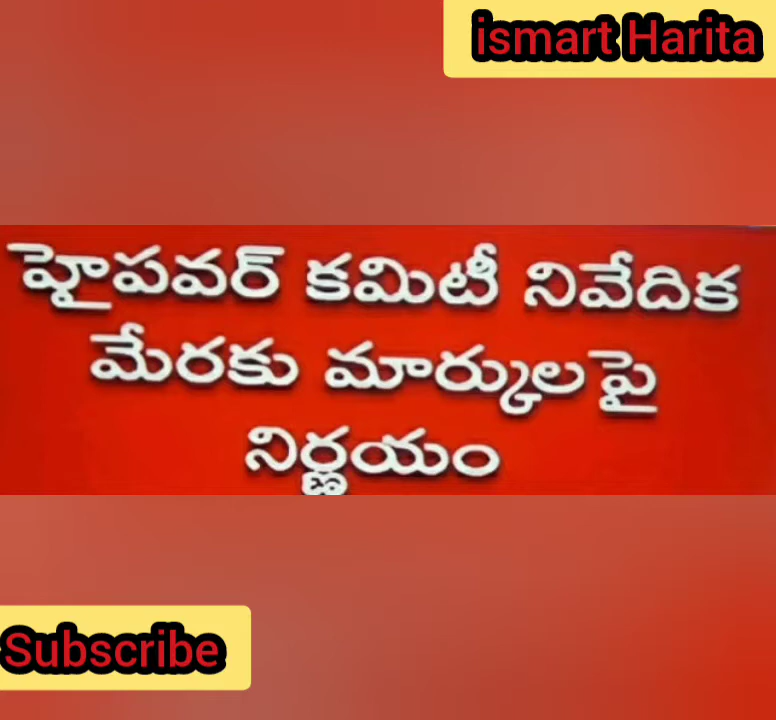 ismart Harita
హైపవర్ కమిటీ నివేదిక
మేరకు మార్కులపై
నిర్ణయం
Subscribe